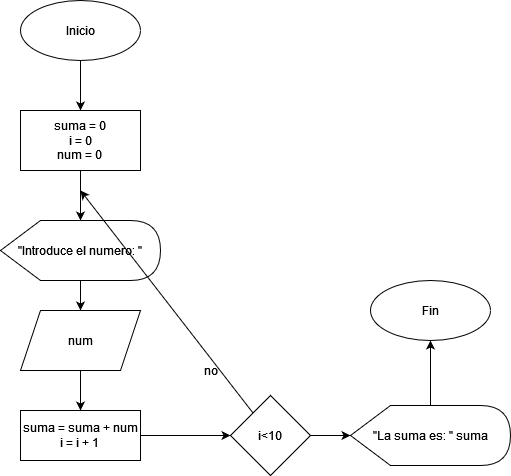 Inicio
suma = 0
i = 0
num = 0
"Introduce el numero: "
num
suma = suma + num
i = i + 1
no
i<10
"La suma es: " suma
Fin